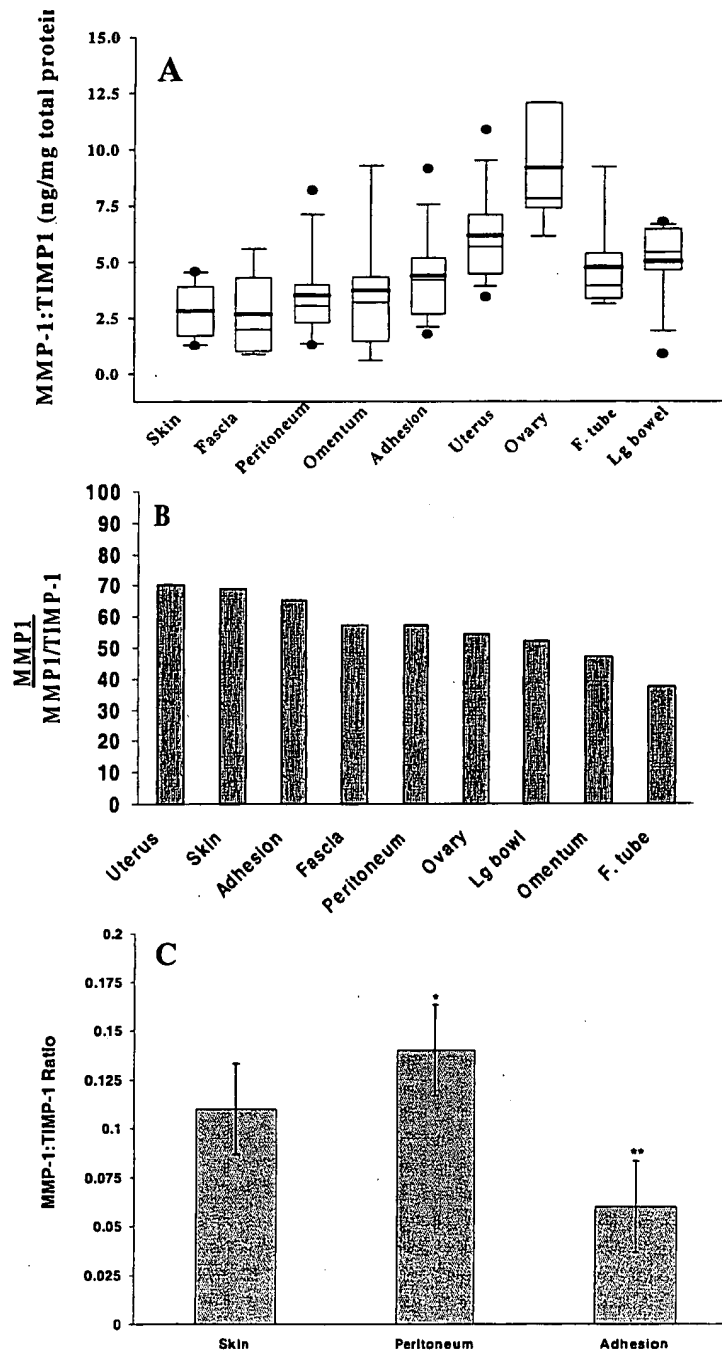 A
MMP-1:TIMP1 (ng/mg total protein
15.0
12.5
10.0
7.5
5.0
2.5
0.0
Skin
Fascia
Peritoneum
Omentum
Adhesion
Uterus
Ovary
F. tube
Lg bowel
B
MMP1
MMP1/TIMP-1
100
90
80
70
60
50
40
30
20
10
0
Uterus
Skin
Adhesion
Fascia
Peritoneum
Ovary
Lg bowl
Omentum
F. tube
C
MMP-1:TIMP-1 Ratio
0.2
0.175
0.15
0.125
0.1
0.075
0.05
0.025
0
*
**
Skin
Peritoneum
Adhesion